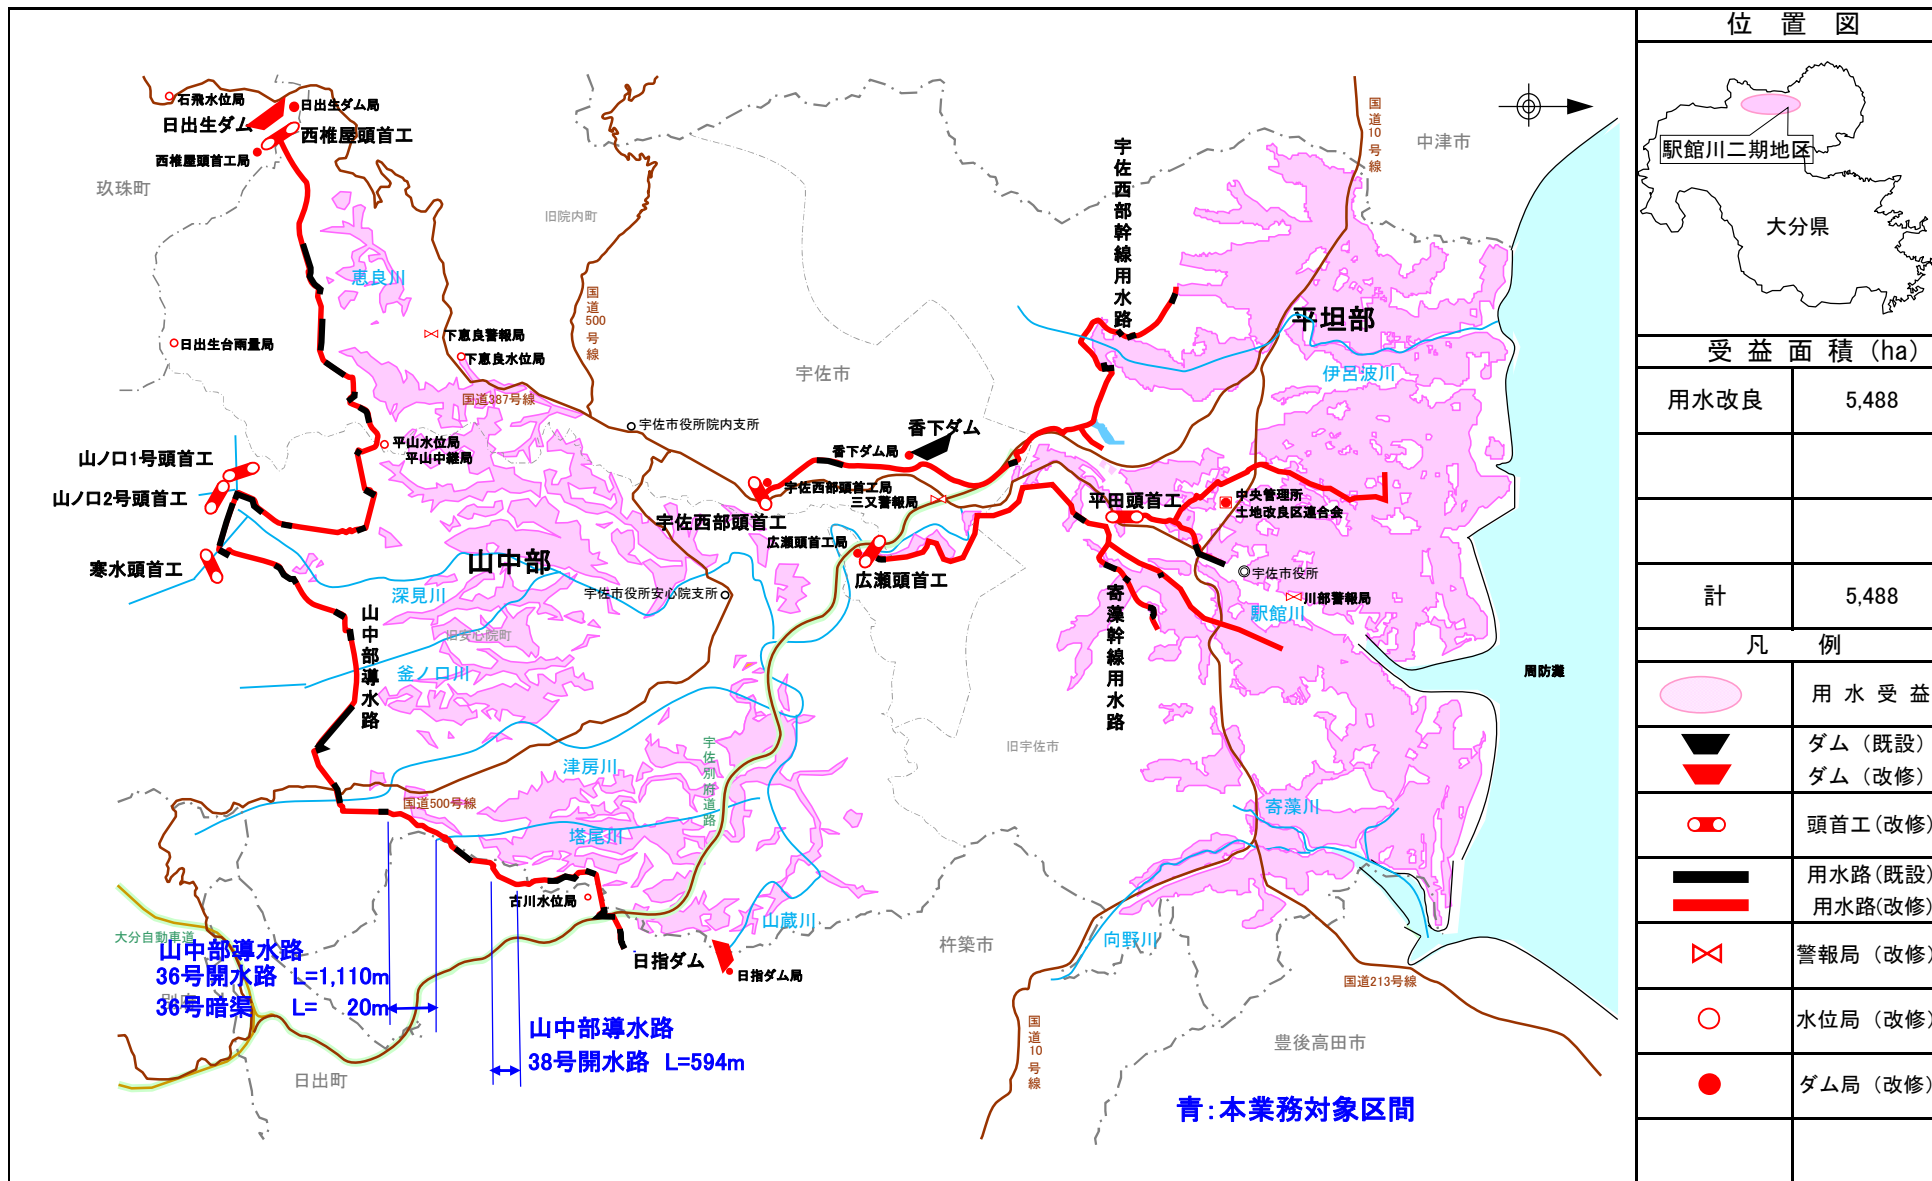 石飛水位局
日出生ダム局
日出生ダム
西椎屋頭首工
西椎屋頭首工局
玖珠町
恵良川
旧院内町
国道500号線
日出生台雨量局
下恵良警報局
下恵良水位局
国道387号線
宇佐市役所院内支所
宇佐市
平山水位局
平山中継局
山ノ口1号頭首工
山ノ口2号頭首工
寒水頭首工
山中部
深見川
旧安心院町
釜ノ口川
山中部導水路
宇佐市役所安心院支所
宇佐西部頭首工局
宇佐西部頭首工
香下ダム
香下ダム局
三又警報局
広瀬頭首工局
広瀬頭首工
宇佐西部幹線用水路
国道10号線
中津市
平坦部
伊呂波川
平田頭首工
中央管理所
土地改良区連合会
宇佐市役所
川部警報局
駅館川
寄藻幹線用水路
旧宇佐市
周防灘
津房川
国道500号線
塔尾川
宇佐別府道路
古川水位局
山蔵川
日指ダム
日指ダム局
杵築市
寄藻川
向野川
国道213号線
国道10号線
豊後高田市
大分自動車道
山中部導水路
36号開水路 L=1,110m
36号暗渠 L= 20m
山中部導水路
38号開水路 L=594m
日出町
青:本業務対象区間
位置図
駅館川二期地区
大分県
受益面積(ha)
用水改良 5,488
計 5,488
凡例
用水受益
ダム(既設)
ダム(改修)
頭首工(改修)
用水路(既設)
用水路(改修)
警報局(改修)
水位局(改修)
ダム局(改修)